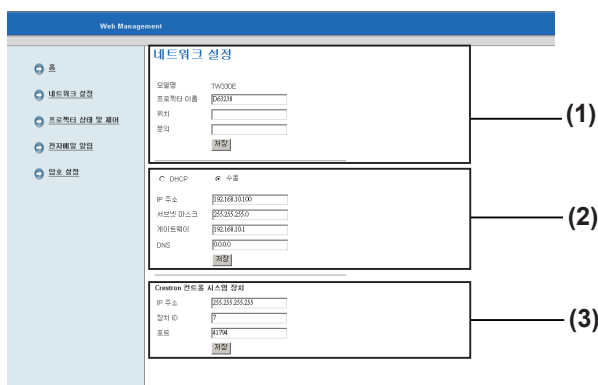 Web Management
홈
네트워크 설정
프로젝터 상태 및 제어
전자메일 알림
암호 설정
네트워크 설정
모델명 TW330E
프로젝터 이름 D63238
위치
문의
저장
(1)
DHCP 수동
IP 주소 192.168.10.100
서브넷 마스크 255.255.255.0
게이트웨이 192.168.10.1
DNS 0.0.0.0
저장
(2)
Crestron 컨트롤 시스템 장치
IP 주소 255.255.255.255
장치 ID 7
포트 41794
저장
(3)